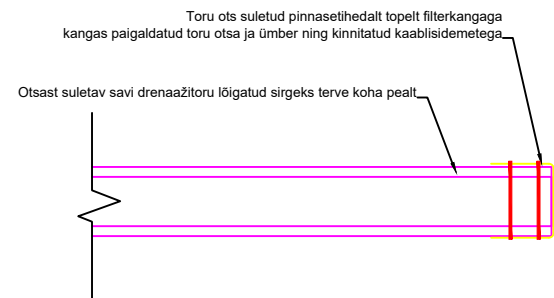 Toru ots suletud pinnasetihedalt topelt filterkangaga
kangas paigaldatud toru otsa ja ümber ning kinnitatud kaablisidemetega
Otsast suletav savi drenaažitoru lõigatud sirgeks terve koha pealt